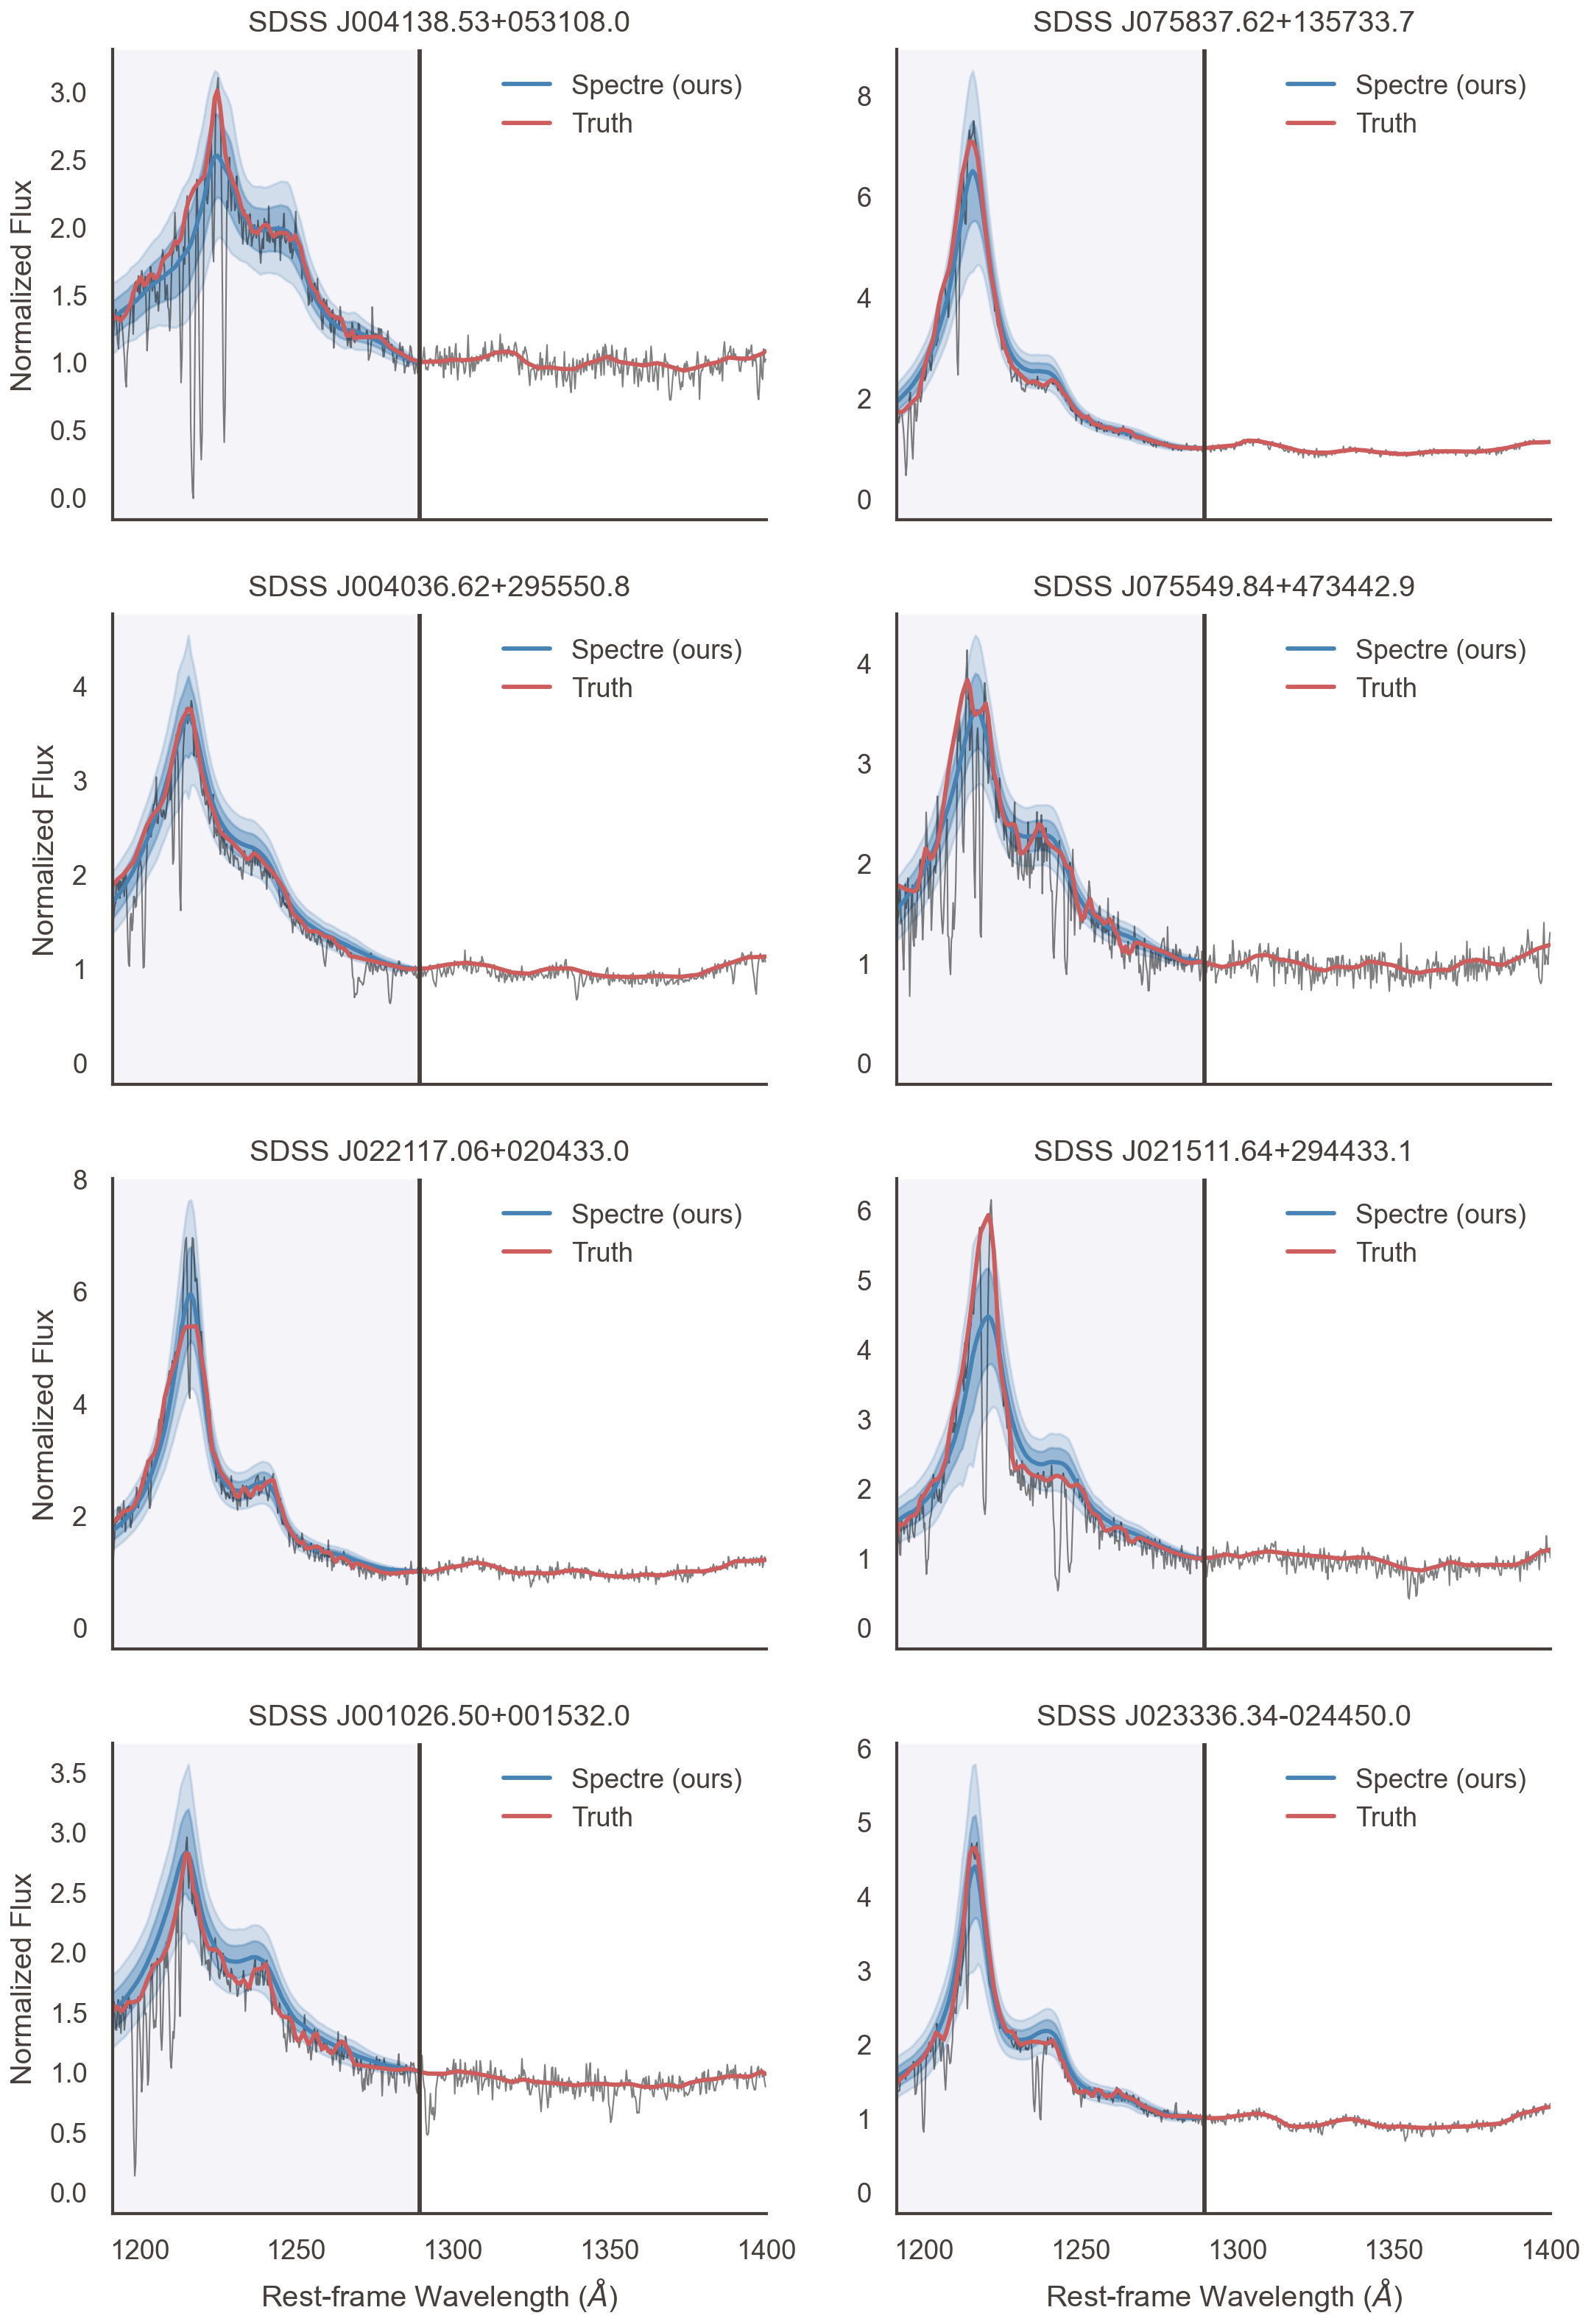 SDSS J004138.53+053108.0
Normalized Flux
3.0
2.5
2.0
1.5
1.0
0.5
0.0
Spectre (ours)
Truth
SDSS J075837.62+135733.7
8
6
4
2
0
Spectre (ours)
Truth
SDSS J004036.62+295550.8
Normalized Flux
4
3
2
1
0
Spectre (ours)
Truth
SDSS J075549.84+473442.9
4
3
2
1
0
Spectre (ours)
Truth
SDSS J022117.06+020433.0
Normalized Flux
8
6
4
2
0
Spectre (ours)
Truth
SDSS J021511.64+294433.1
6
5
4
3
2
1
0
Spectre (ours)
Truth
SDSS J001026.50+001532.0
Normalized Flux
3.5
3.0
2.5
2.0
1.5
1.0
0.5
0.0
Spectre (ours)
Truth
1200 1250 1300 1350 1400
Rest-frame Wavelength (Å)
SDSS J023336.34-024450.0
6
5
4
3
2
1
0
Spectre (ours)
Truth
1200 1250 1300 1350 1400
Rest-frame Wavelength (Å)